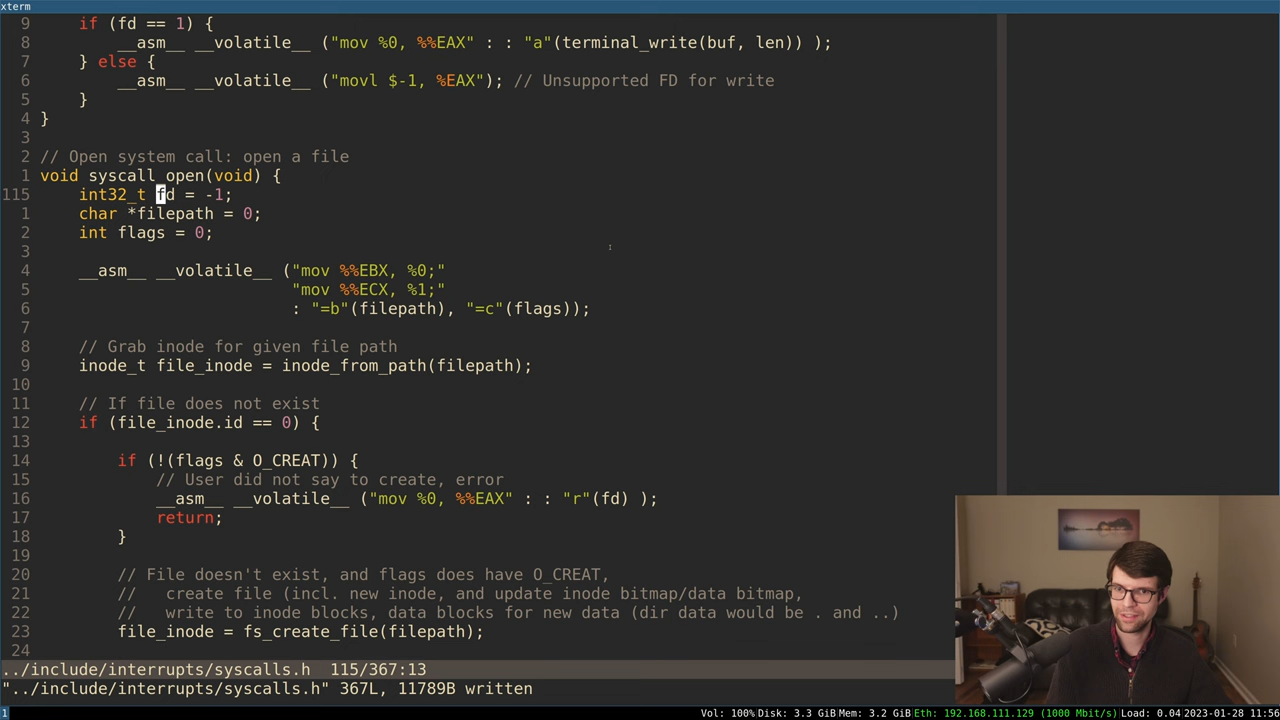 xterm
9     if (fd == 1) {
8         __asm__ __volatile__ ("mov %0, %%EAX" : : "a"(terminal_write(buf, len)) );
7     } else {
6         __asm__ __volatile__ ("movl $-1, %EAX"); // Unsupported FD for write
5     }
4 }
3
2 // Open system call: open a file
1 void syscall_open(void) {
115     int32_t fd = -1;
1     char *filepath = 0;
2     int flags = 0;
3
4     __asm__ __volatile__ ("mov %%EBX, %0;"
5                           "mov %%ECX, %1;"
6                           : "=b"(filepath), "=c"(flags));
7
8     // Grab inode for given file path
9     inode_t file_inode = inode_from_path(filepath);
10
11     // If file does not exist
12     if (file_inode.id == 0) {
13
14         if (!(flags & O_CREAT)) {
15             // User did not say to create, error
16             __asm__ __volatile__ ("mov %0, %%EAX" : : "r"(fd) );
17             return;
18         }
19
20         // File doesn't exist, and flags does have O_CREAT,
21         //   create file (incl. new inode, and update inode bitmap/data bitmap,
22         //   write to inode blocks, data blocks for new data (dir data would be . and ..)
23         file_inode = fs_create_file(filepath);
24
../include/interrupts/syscalls.h  115/367:13
"../include/interrupts/syscalls.h" 367L, 11789B written
1 Vol: 100% Disk: 3.3 GiB Mem: 3.2 GiB Eth: 192.168.111.129 (1000 Mbit/s) Load: 0.04 2023-01-28 11:56